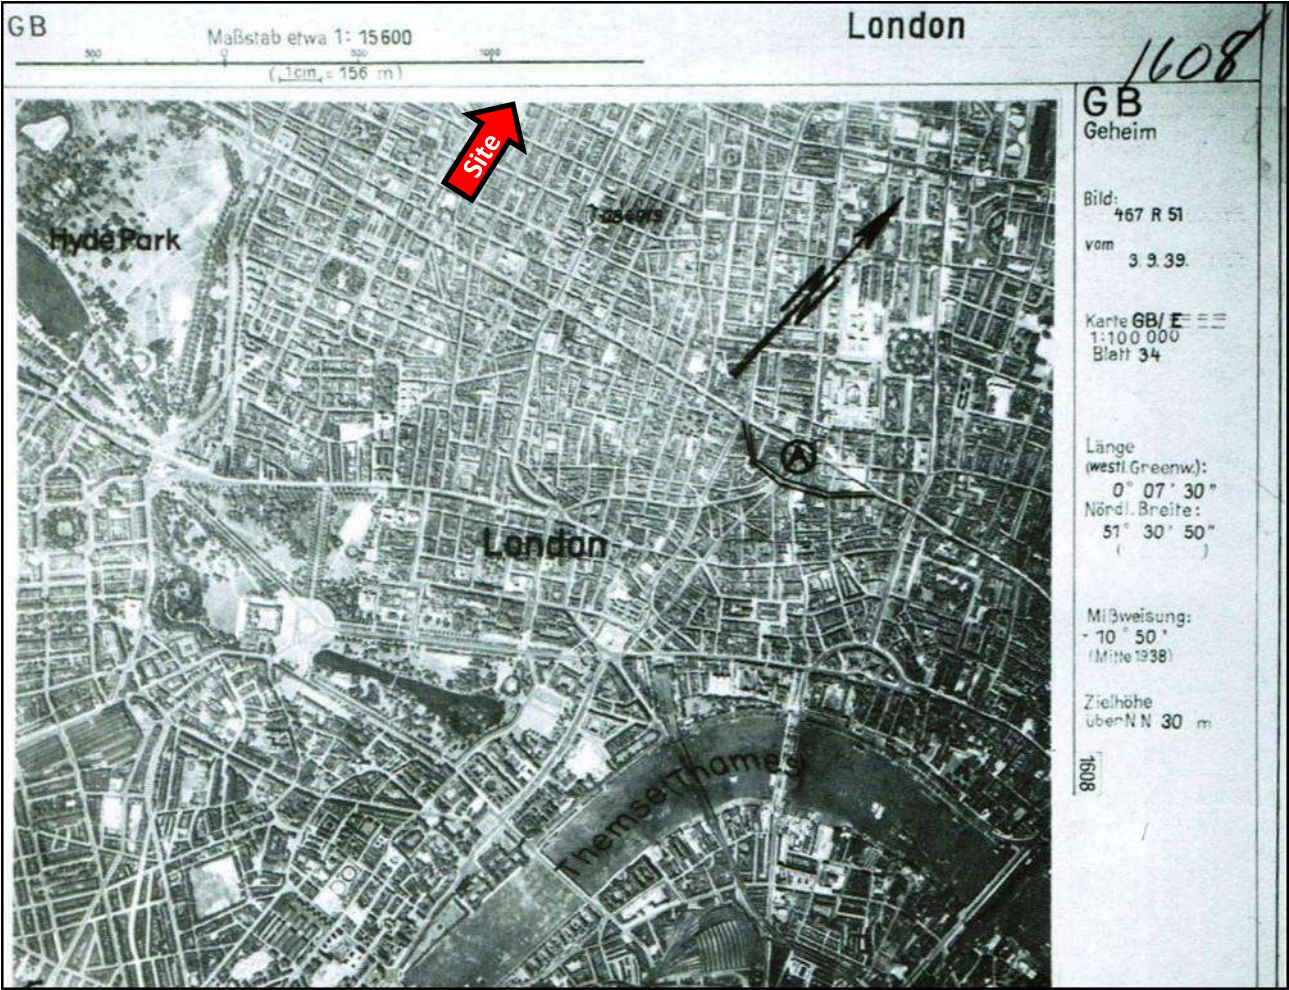 GB
Maßstab etwa 1: 15600
500 0 500 1000
(1cm = 156 m)
London
1608
Site
GB
Geheim
Bild:
467 R 51
vom
3 9.39.
Karte GB/ E
1:100 000
Blatt 34
Länge
(westl. Greenw.):
0° 07' 30"
Nördl. Breite:
51° 30' 50"
( )
Mißweisung:
- 10° 50'
(Mitte 1938)
Zielhöhe
über N N 30 m
1608
Hyde Park
A
London
Themse (Thames)